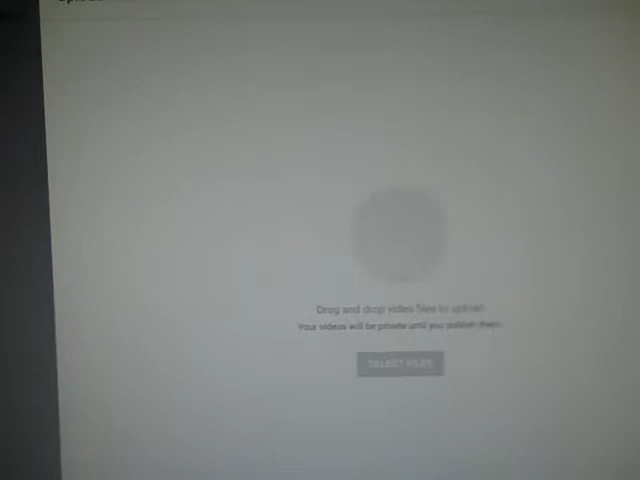 Drag and drop video files to upload
Your videos will be private until you publish them.
SELECT FILES